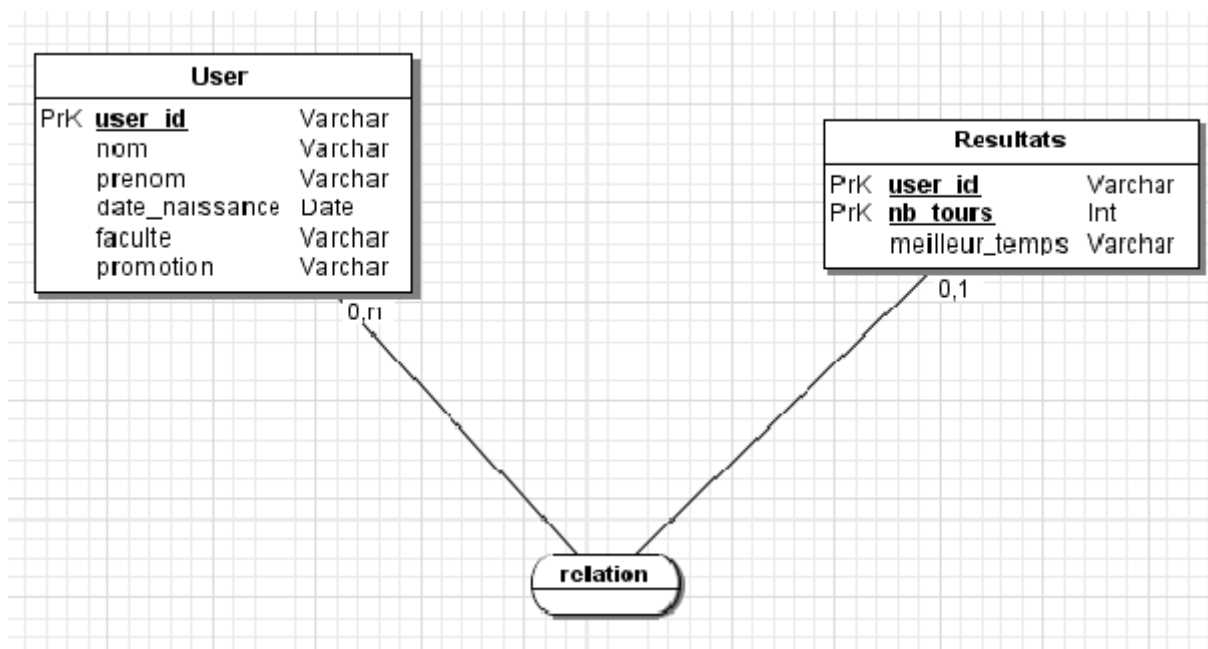 User
PrK user_id Varchar
nom Varchar
prenom Varchar
date_naissance Date
faculte Varchar
promotion Varchar
0,n
Resultats
PrK user_id Varchar
PrK nb_tours Int
meilleur_temps Varchar
0,1
relation